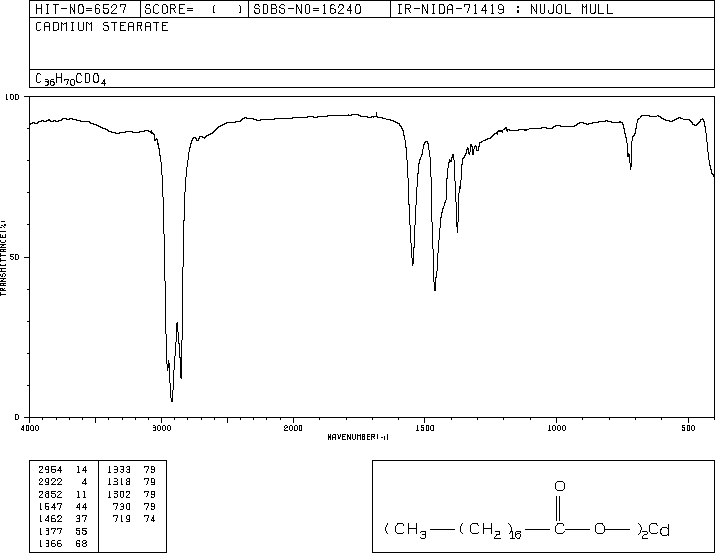 HIT-NO=6527 SCORE= ( ) SDBS-NO=16240 IR-NIDA-71419 : NUJOL MULL
CADMIUM STEARATE
C36H70CDO4
100
50
0
TRANSMITTANCE(%)
4000 3000 2000 1500 1000 500
WAVENUMBER(-1)
2954 14 1333 79
2922 4 1318 79
2852 11 1302 79
1547 44 730 79
1462 37 719 74
1377 55
1366 68
O
(CH3 (CH2)16 C O )2Cd